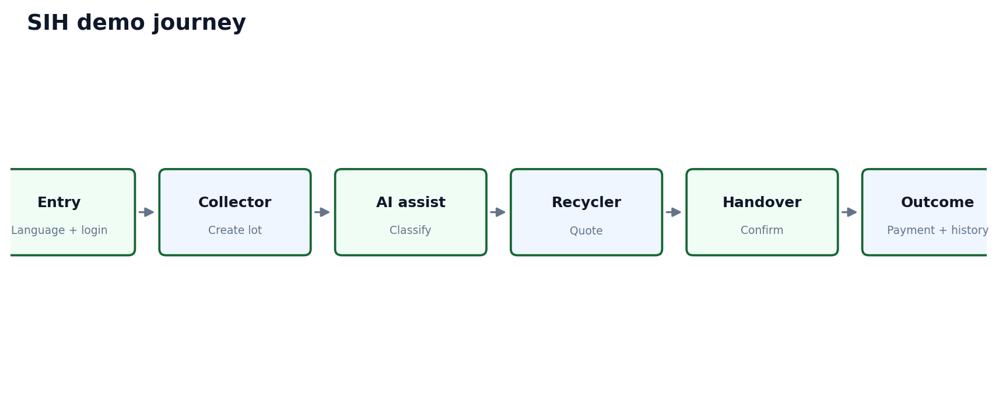 SIH demo journey
Entry
Language + login
Collector
Create lot
AI assist
Classify
Recycler
Quote
Handover
Confirm
Outcome
Payment + history